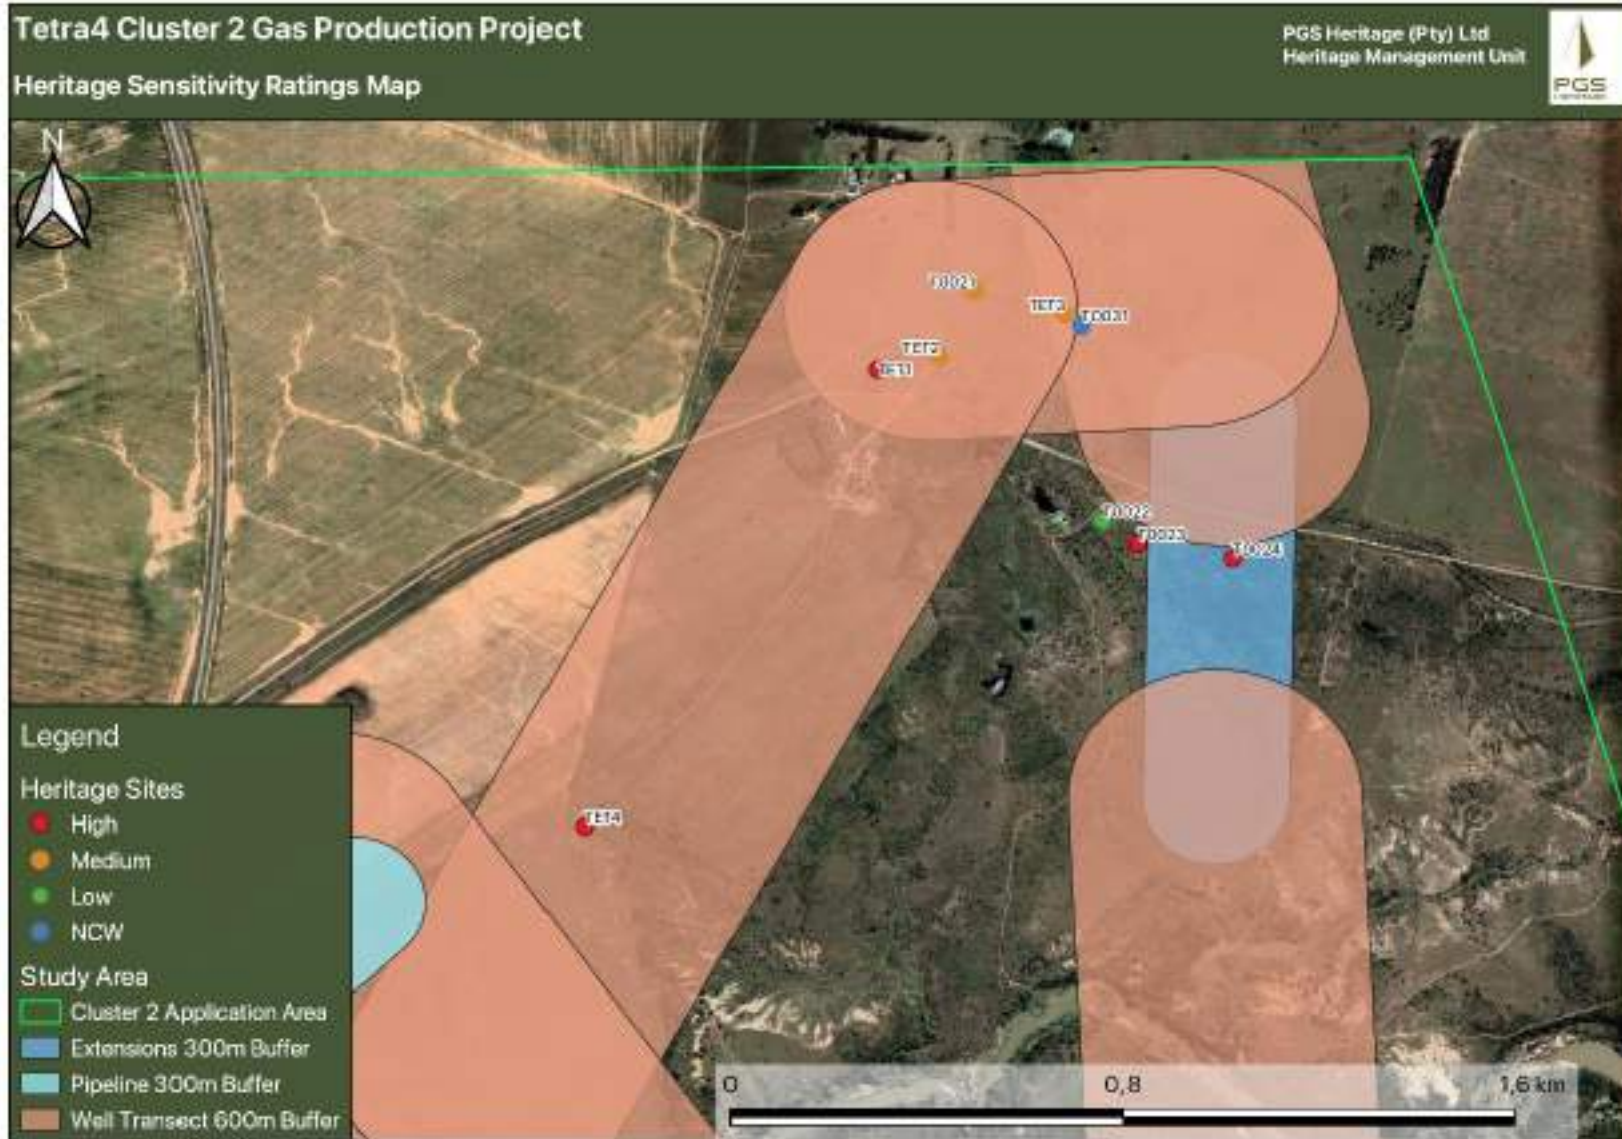 Tetra4 Cluster 2 Gas Production Project
Heritage Sensitivity Ratings Map
PGS Heritage (Pty) Ltd
Heritage Management Unit
PGS
N
TO021
TET3
TO031
TET2
TET1
TO022
TO023
TO024
TET4
Legend
Heritage Sites
High
Medium
Low
NCW
Study Area
Cluster 2 Application Area
Extensions 300m Buffer
Pipeline 300m Buffer
Well Transect 600m Buffer
0
0,8
1,6 km